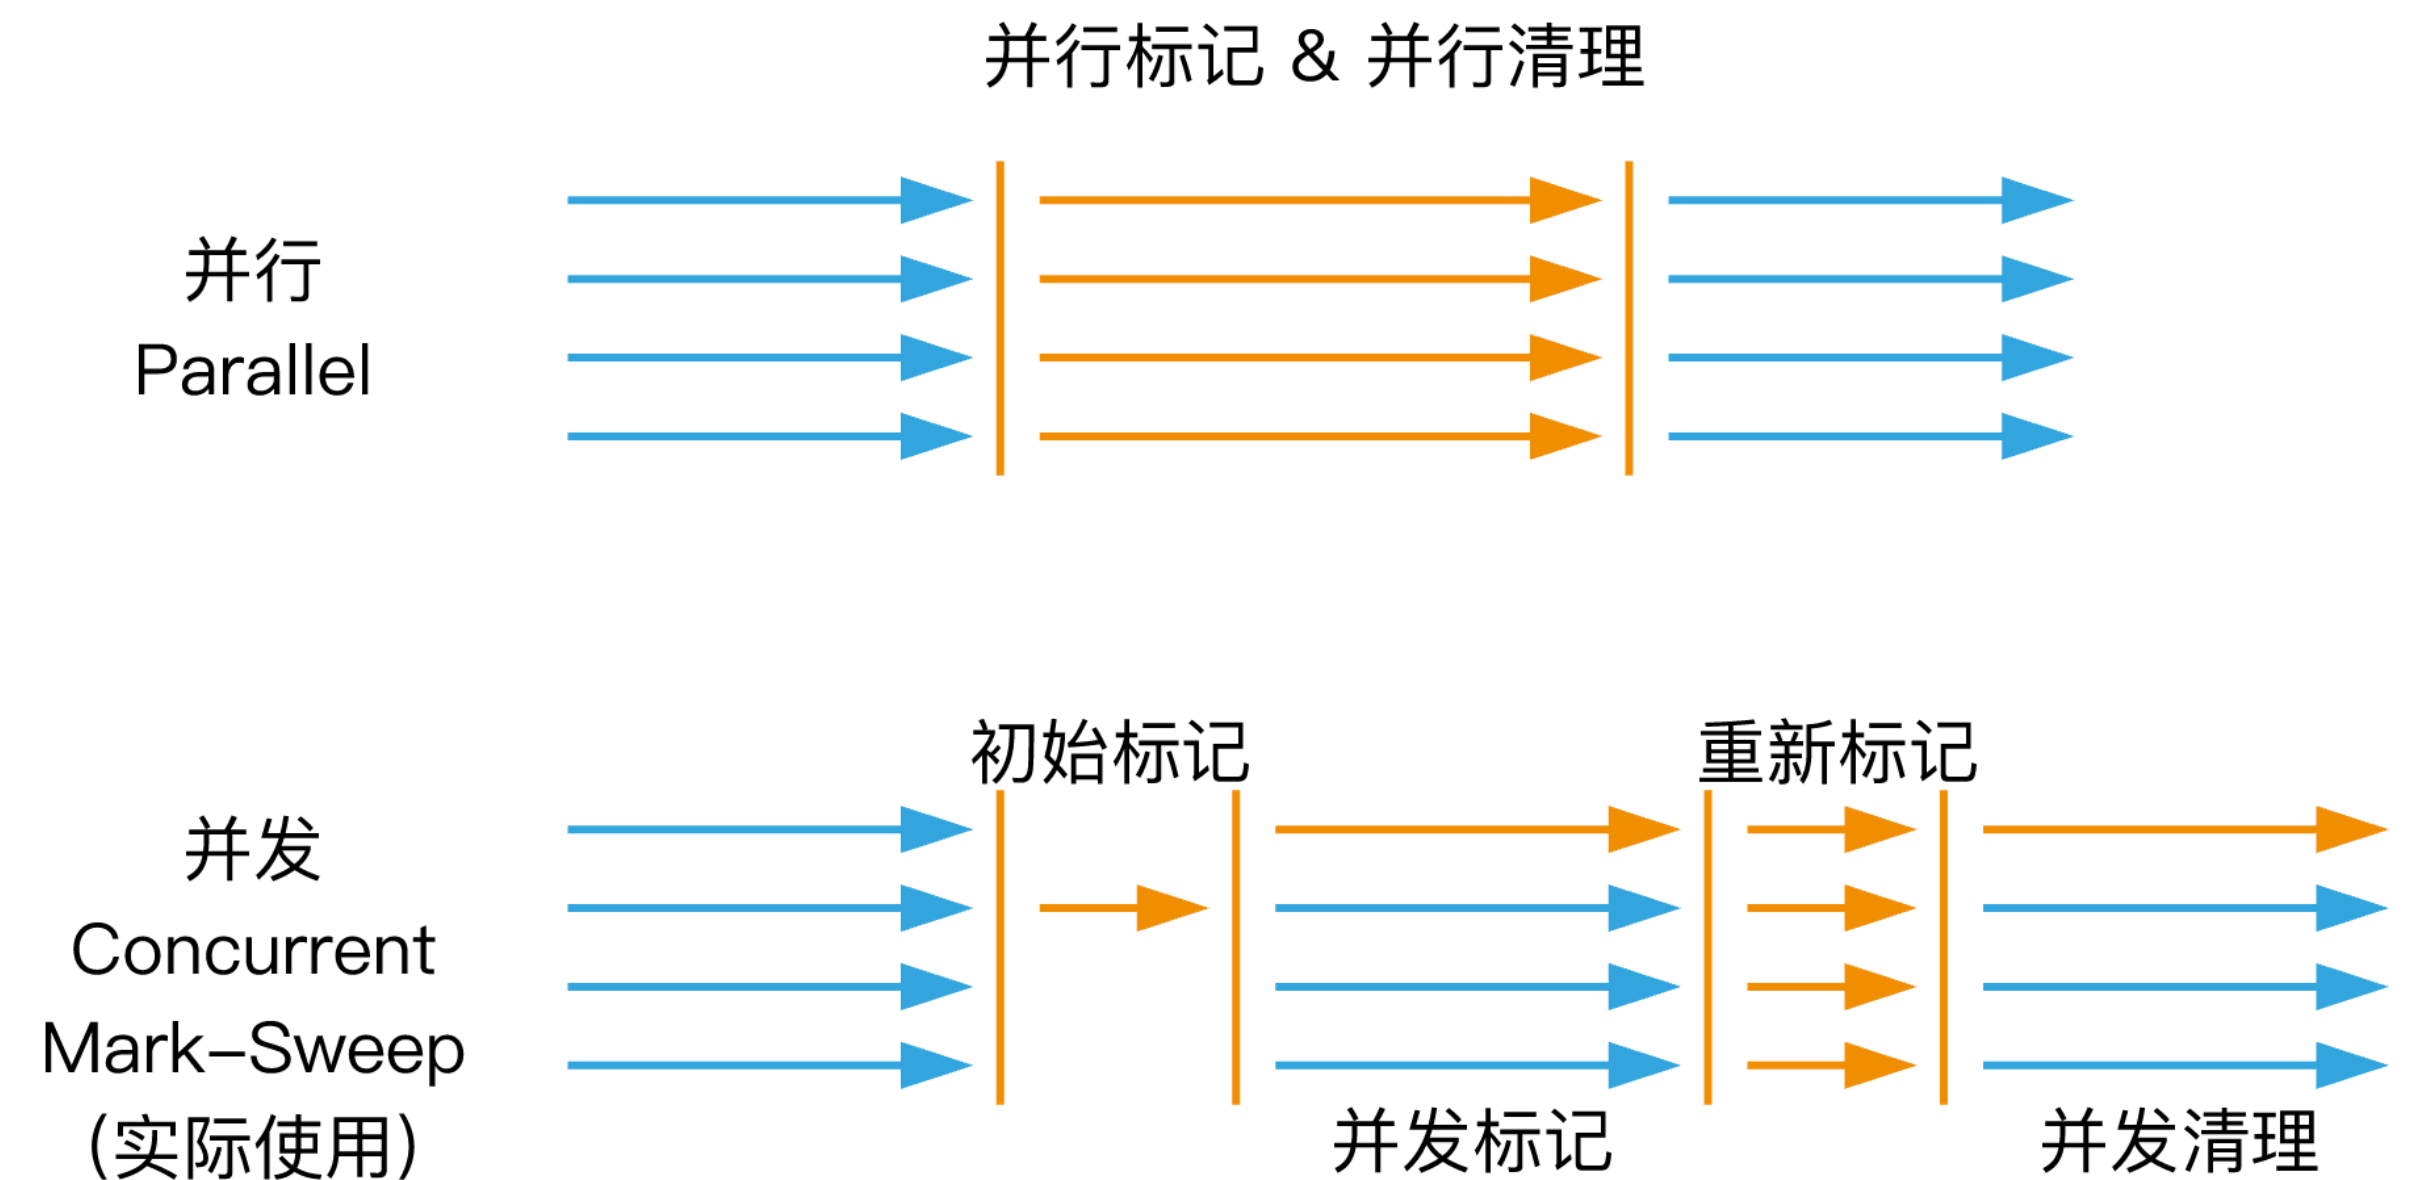 并行标记 & 并行清理
并行
Parallel
初始标记
重新标记
并发
Concurrent
Mark-Sweep
(实际使用)
并发标记
并发清理